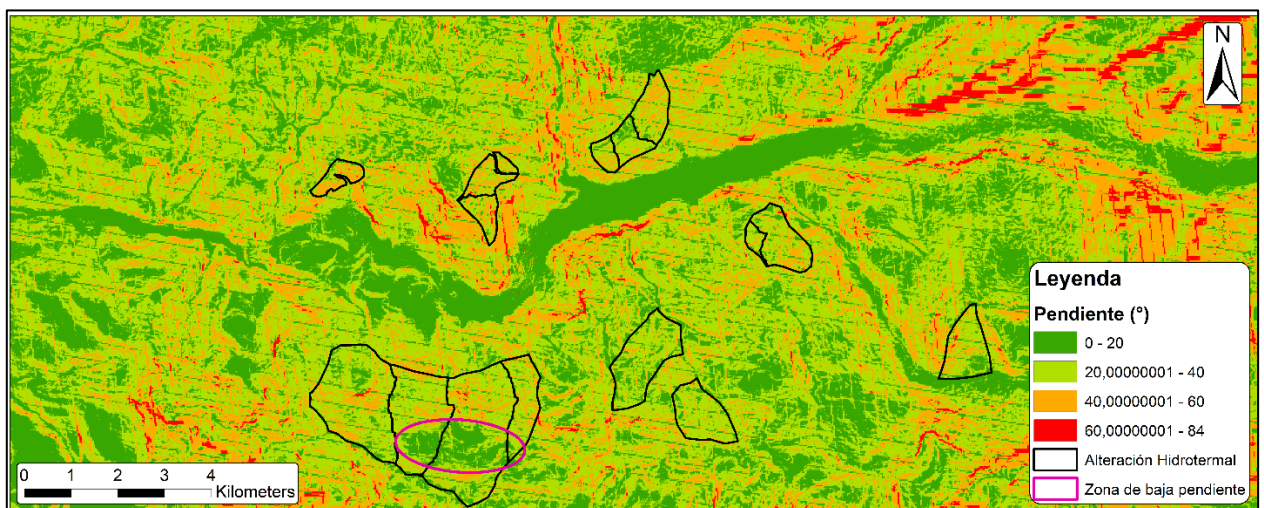 N
Leyenda
Pendiente (°)
0 - 20
20,00000001 - 40
40,00000001 - 60
60,00000001 - 84
Alteración Hidrotermal
Zona de baja pendiente
0 1 2 3 4
Kilometers